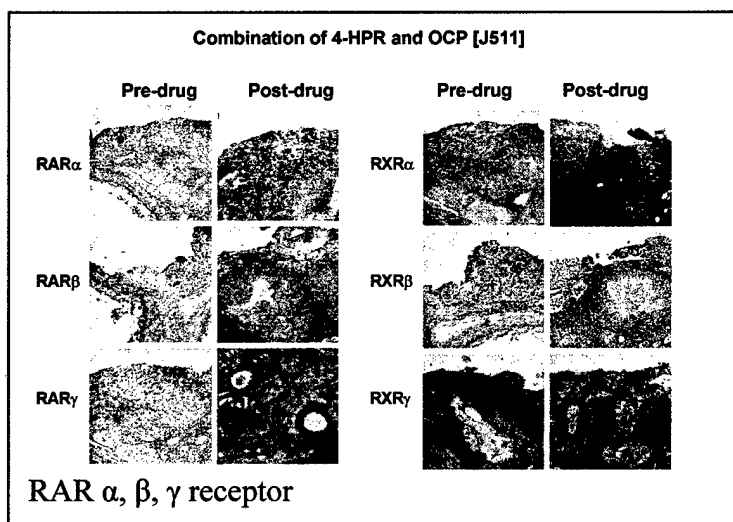 Combination of 4-HPR and OCP [J511]
Pre-drug Post-drug Pre-drug Post-drug
RARα RXRα
RARβ RXRβ
RARγ RXRγ
RAR α, β, γ receptor